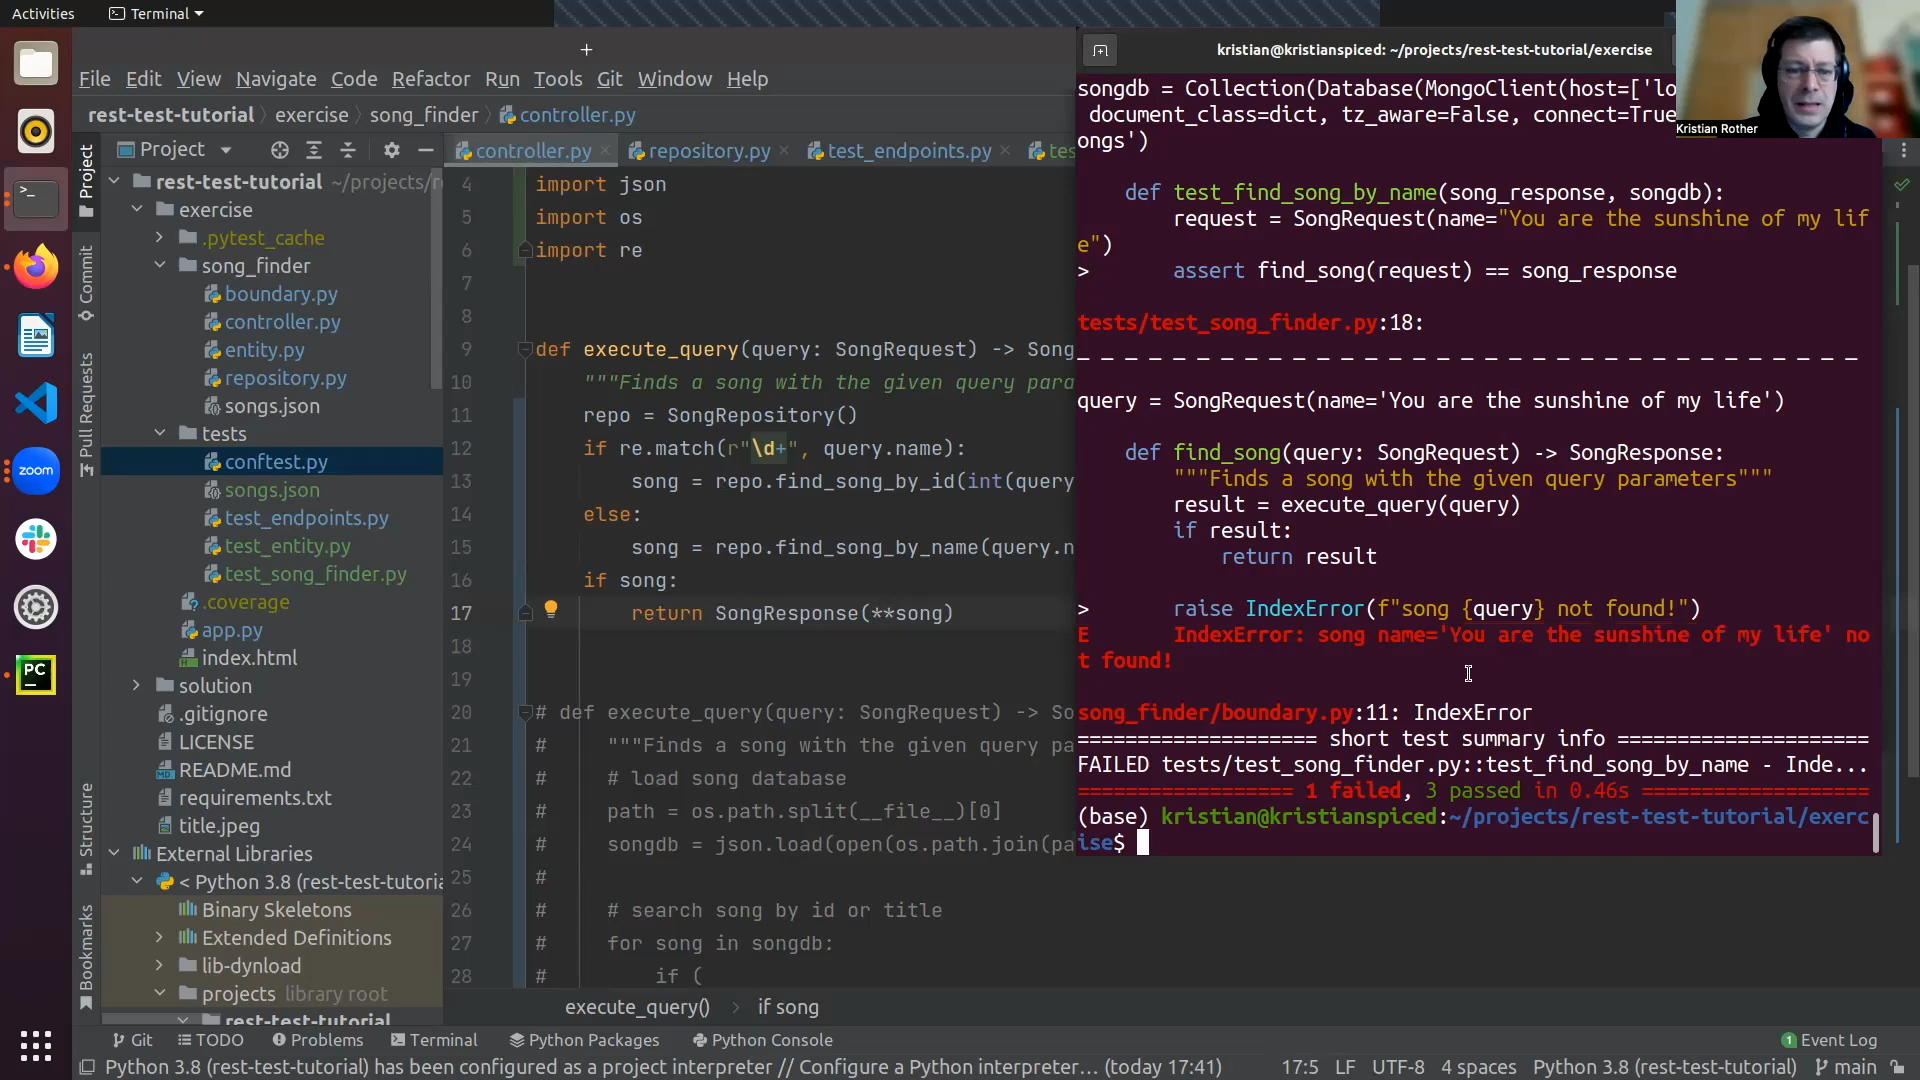 Activities
Terminal
File Edit View Navigate Code Refactor Run Tools Git Window Help
rest-test-tutorial exercise song_finder controller.py
Project
controller.py repository.py test_endpoints.py tes
Project
Commit
Pull Requests
Structure
Bookmarks
rest-test-tutorial ~/projects/r
exercise
.pytest_cache
song_finder
boundary.py
controller.py
entity.py
repository.py
songs.json
tests
conftest.py
songs.json
test_endpoints.py
test_entity.py
test_song_finder.py
.coverage
app.py
index.html
solution
.gitignore
LICENSE
README.md
requirements.txt
title.jpeg
External Libraries
< Python 3.8 (rest-test-tutoria
Binary Skeletons
Extended Definitions
lib-dynload
projects library root
rest-test-tutorial
zoom
PC
4 import json
5 import os
6 import re
7
8
9 def execute_query(query: SongRequest) -> Song
10 """Finds a song with the given query para
11 repo = SongRepository()
12 if re.match(r"\d+", query.name):
13 song = repo.find_song_by_id(int(query
14 else:
15 song = repo.find_song_by_name(query.n
16 if song:
17 return SongResponse(**song)
18
19
20 # def execute_query(query: SongRequest) -> So
21 # """Finds a song with the given query pa
22 # # load song database
23 # path = os.path.split(__file__)[0]
24 # songdb = json.load(open(os.path.join(pa
25 #
26 # # search song by id or title
27 # for song in songdb:
28 # if (
execute_query() if song
kristian@kristianspiced: ~/projects/rest-test-tutorial/exercise
songdb = Collection(Database(MongoClient(host=['lo
document_class=dict, tz_aware=False, connect=True
ongs')
def test_find_song_by_name(song_response, songdb):
request = SongRequest(name="You are the sunshine of my lif
e")
> assert find_song(request) == song_response
tests/test_song_finder.py:18:
_ _ _ _ _ _ _ _ _ _ _ _ _ _ _ _ _ _ _ _ _ _ _ _ _ _ _ _ _ _ _ _ _
query = SongRequest(name='You are the sunshine of my life')
def find_song(query: SongRequest) -> SongResponse:
"""Finds a song with the given query parameters"""
result = execute_query(query)
if result:
return result
> raise IndexError(f"song {query} not found!")
E IndexError: song name='You are the sunshine of my life' no
t found!
song_finder/boundary.py:11: IndexError
==================== short test summary info =====================
FAILED tests/test_song_finder.py::test_find_song_by_name - Inde...
================== 1 failed, 3 passed in 0.46s ===================
(base) kristian@kristianspiced:~/projects/rest-test-tutorial/exerc
ise$
Kristian Rother
Git TODO Problems Terminal Python Packages Python Console
1 Event Log
Python 3.8 (rest-test-tutorial) has been configured as a project interpreter // Configure a Python interpreter... (today 17:41)
17:5 LF UTF-8 4 spaces Python 3.8 (rest-test-tutorial) main